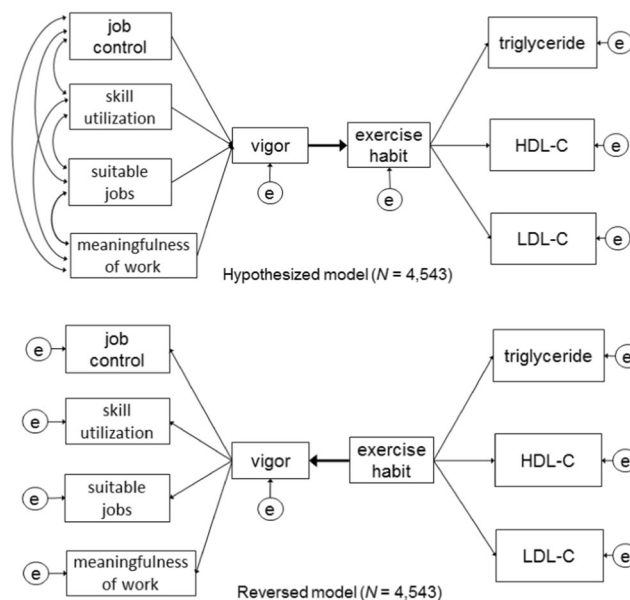 job
control
skill
utilization
suitable
jobs
meaningfulness
of work
vigor
e
exercise
habit
e
triglyceride
e
HDL-C
e
LDL-C
e
Hypothesized model (N = 4,543)
e
job
control
e
skill
utilization
e
suitable
jobs
e
meaningfulness
of work
vigor
e
exercise
habit
triglyceride
e
HDL-C
e
LDL-C
e
Reversed model (N = 4,543)